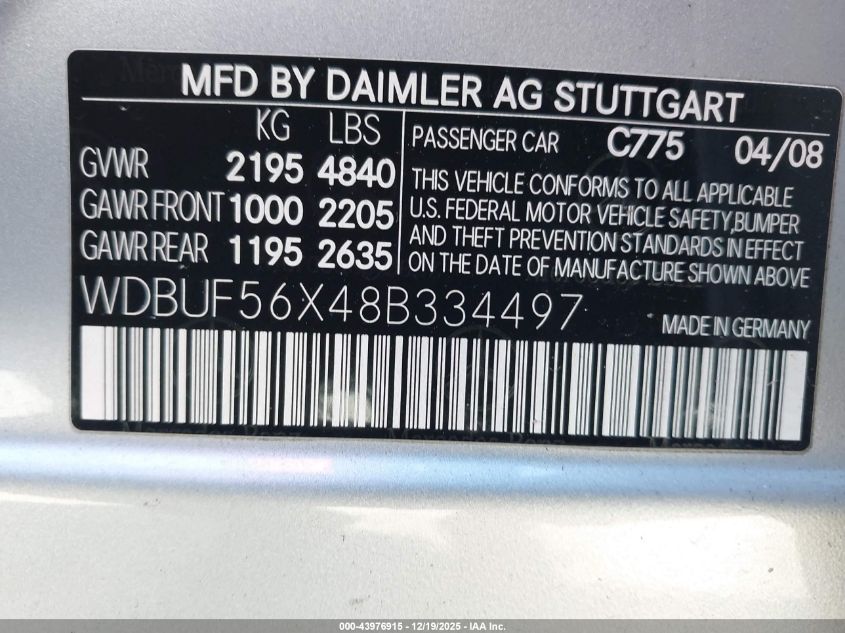 MFD BY DAIMLER AG STUTTGART
KG LBS
GVWR 2195 4840
GAWR FRONT 1000 2205
GAWR REAR 1195 2635
PASSENGER CAR C775 04/08
THIS VEHICLE CONFORMS TO ALL APPLICABLE
U.S. FEDERAL MOTOR VEHICLE SAFETY,BUMPER
AND THEFT PREVENTION STANDARDS IN EFFECT
ON THE DATE OF MANUFACTURE SHOWN ABOVE
WDBUF56X48B334497
MADE IN GERMANY
000-43976915 - 12/19/2025 - IAA Inc.